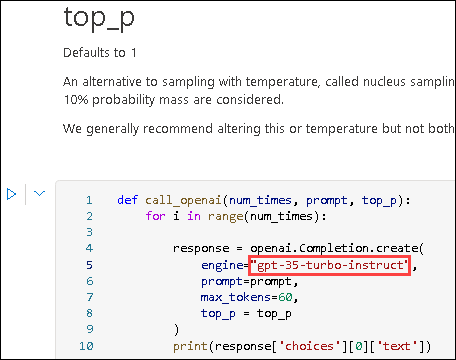 top_p
Defaults to 1
An alternative to sampling with temperature, called nucleus
10% probability mass are considered.
We generally recommend altering this or temperature but not both
1 def call_openai(num_times, prompt, top_p):
2 for i in range(num_times):
3
4 response = openai.Completion.create(
5 engine="gpt-35-turbo-instruct",
6 prompt=prompt,
7 max_tokens=60,
8 top_p = top_p
9 )
10 print(response['choices'][0]['text'])